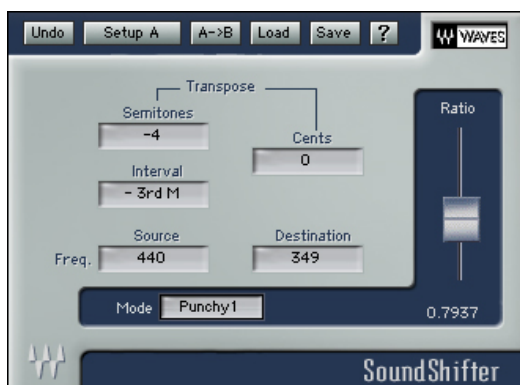 Undo Setup A A->B Load Save ? WAVES
Transpose
Semitones
-4
Cents
0
Interval
- 3rd M
Source
Destination
Freq. 440
349
Ratio
0.7937
Mode Punchy1
SoundShifter